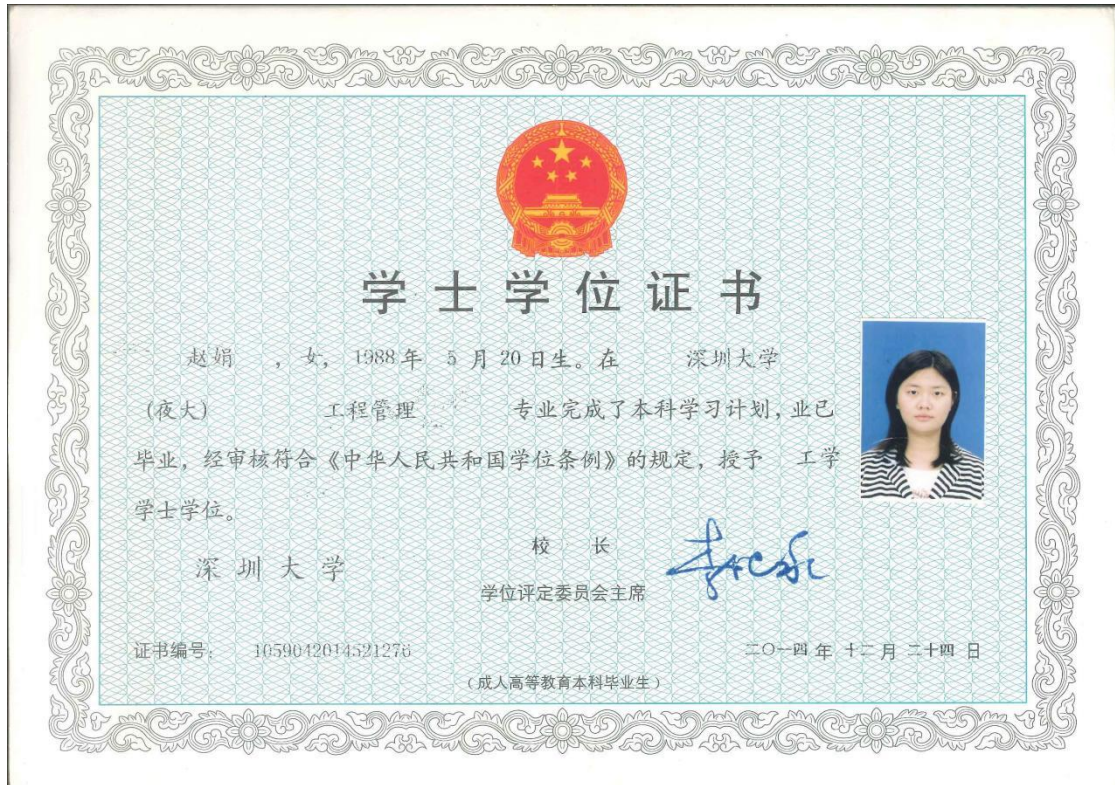 学士学位证书
赵娟 , 女, 1988 年 5 月 20 日生。在 深圳大学
(夜大) 工程管理 专业完成了本科学习计划, 业已
毕业, 经审核符合《中华人民共和国学位条例》的规定, 授予 工学
学士学位。
深圳大学
校 长
学位评定委员会主席
证书编号: 1059042014521276
二〇一四 年 十二 月 二十四 日
(成人高等教育本科毕业生)